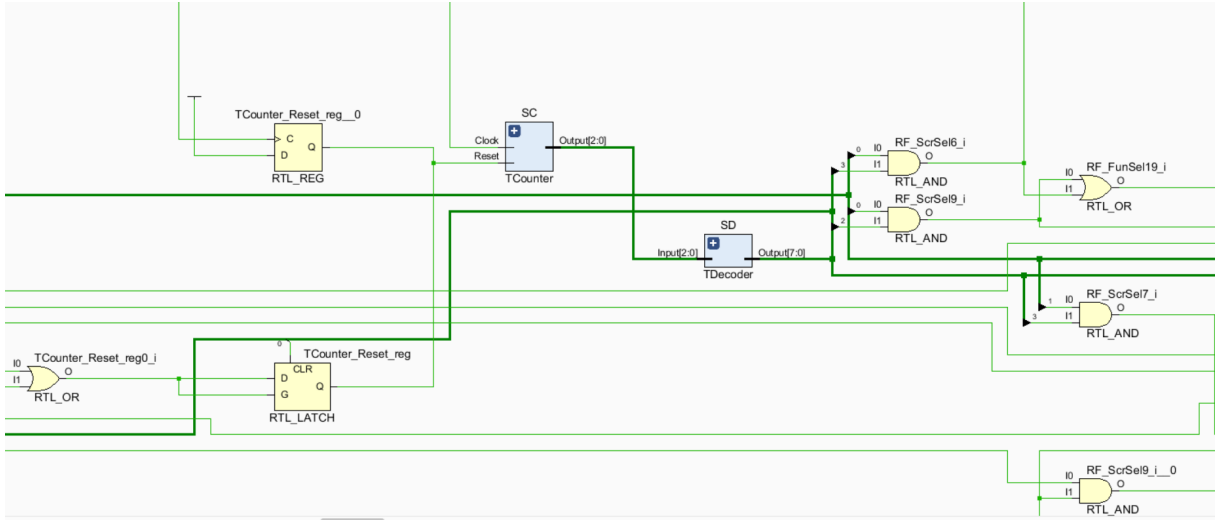 TCounter_Reset_reg__0
C
D
Q
RTL_REG
SC
Clock
Reset
Output[2:0]
TCounter
SD
Input[2:0]
Output[7:0]
TDecoder
RF_ScrSel6_i
0
I0
3
I1
O
RTL_AND
RF_ScrSel9_i
0
I0
2
I1
O
RTL_AND
RF_FunSel19_i
I0
I1
O
RTL_OR
RF_ScrSel7_i
1
I0
3
I1
O
RTL_AND
TCounter_Reset_reg0_i
I0
I1
O
RTL_OR
0
TCounter_Reset_reg
CLR
D
G
Q
RTL_LATCH
RF_ScrSel9_i__0
I0
I1
O
RTL_AND